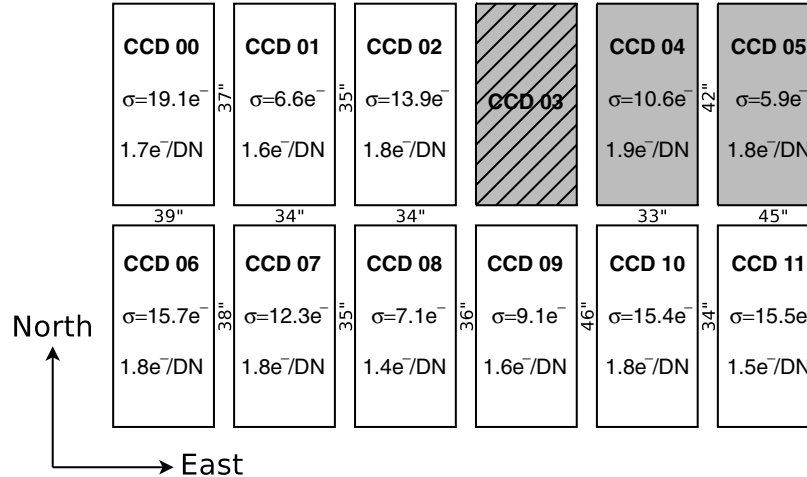 CCD 00 CCD 01 CCD 02 CCD 03 CCD 04 CCD 05
σ=19.1e⁻ 37" σ=6.6e⁻ 35" σ=13.9e⁻ σ=10.6e⁻ 42" σ=5.9e⁻
1.7e⁻/DN 1.6e⁻/DN 1.8e⁻/DN 1.9e⁻/DN 1.8e⁻/DN
39" 34" 34" 33" 45"
CCD 06 CCD 07 CCD 08 CCD 09 CCD 10 CCD 11
σ=15.7e⁻ 38" σ=12.3e⁻ 35" σ=7.1e⁻ 36" σ=9.1e⁻ 46" σ=15.4e⁻ 34" σ=15.5e
1.8e⁻/DN 1.8e⁻/DN 1.4e⁻/DN 1.6e⁻/DN 1.8e⁻/DN 1.5e⁻/DN
North
East